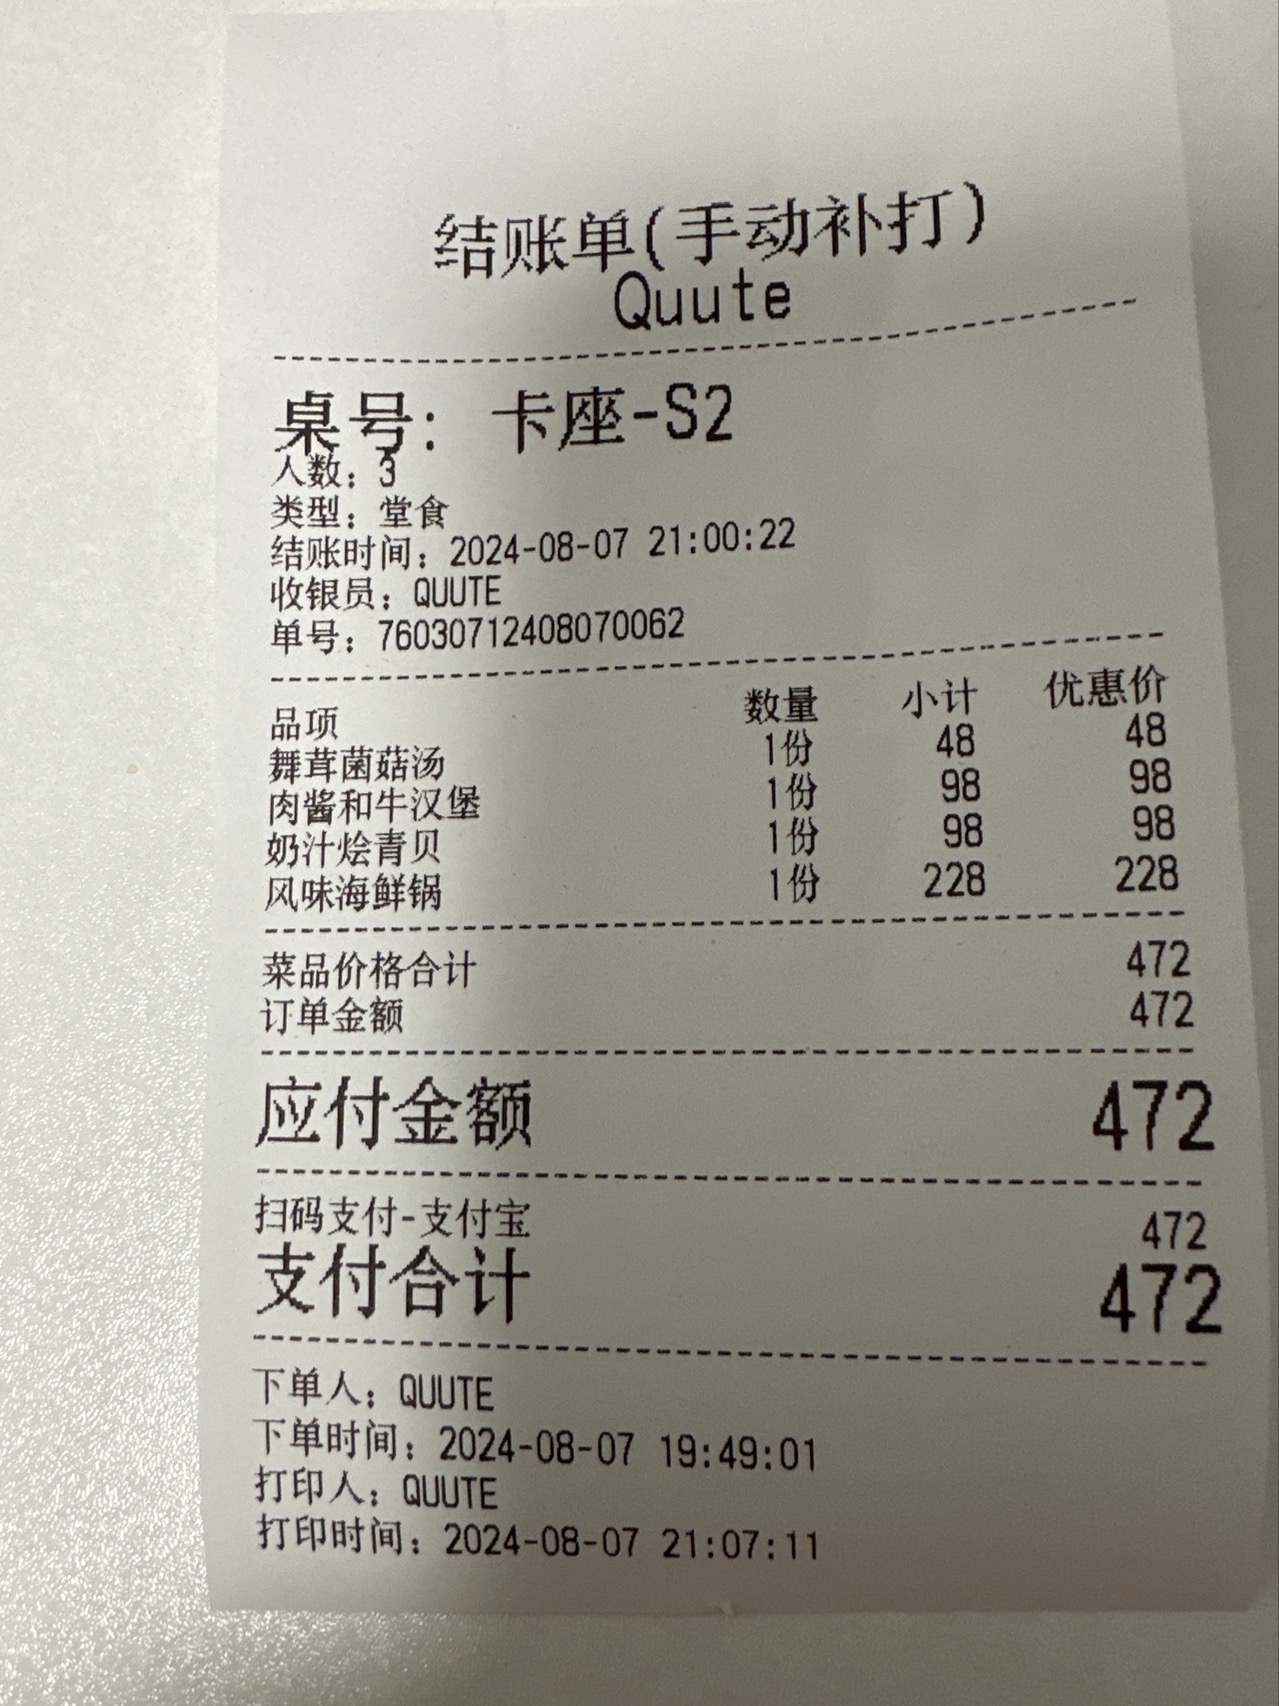 结账单(手动补打)
Quute
桌号: 卡座-S2
人数: 3
类型: 堂食
结账时间: 2024-08-07 21:00:22
收银员: QUUTE
单号: 76030712408070062
品项 数量 小计 优惠价
舞茸菌菇汤 1份 48 48
肉酱和牛汉堡 1份 98 98
奶汁烩青贝 1份 98 98
风味海鲜锅 1份 228 228
菜品价格合计 472
订单金额 472
应付金额 472
扫码支付-支付宝 472
支付合计 472
下单人: QUUTE
下单时间: 2024-08-07 19:49:01
打印人: QUUTE
打印时间: 2024-08-07 21:07:11